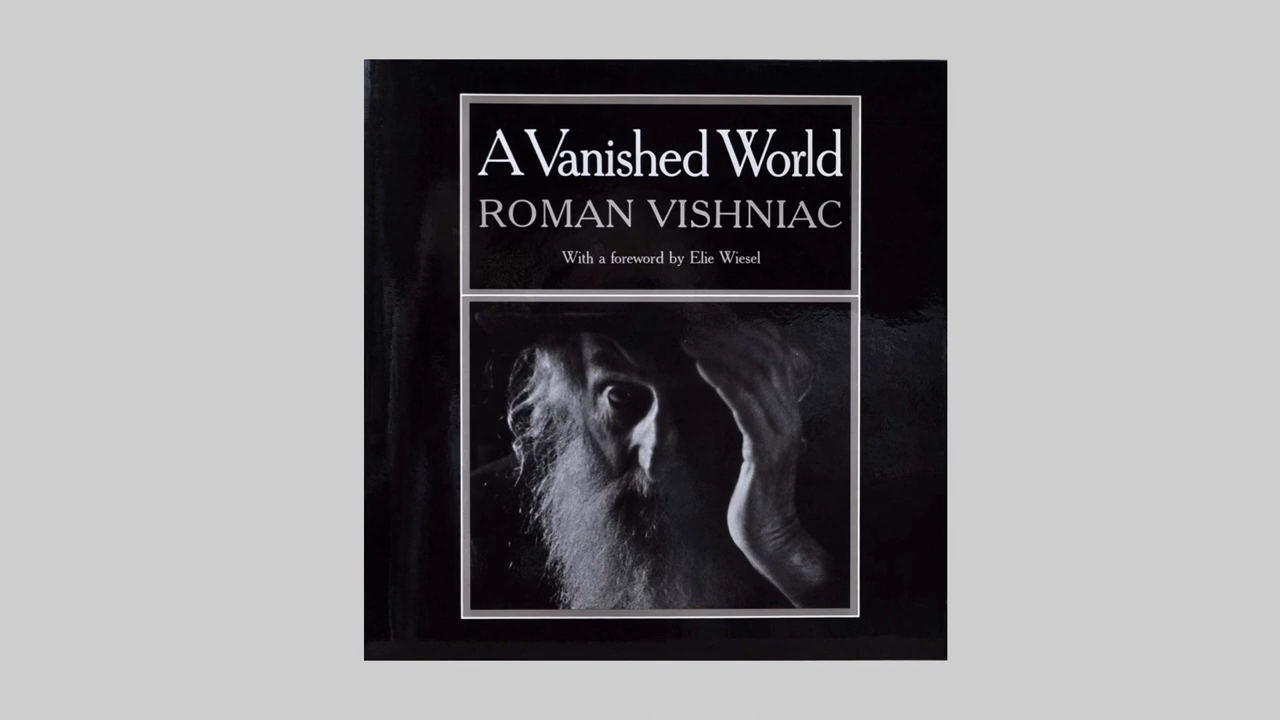 A Vanished World
ROMAN VISHNIAC
With a foreword by Elie Wiesel